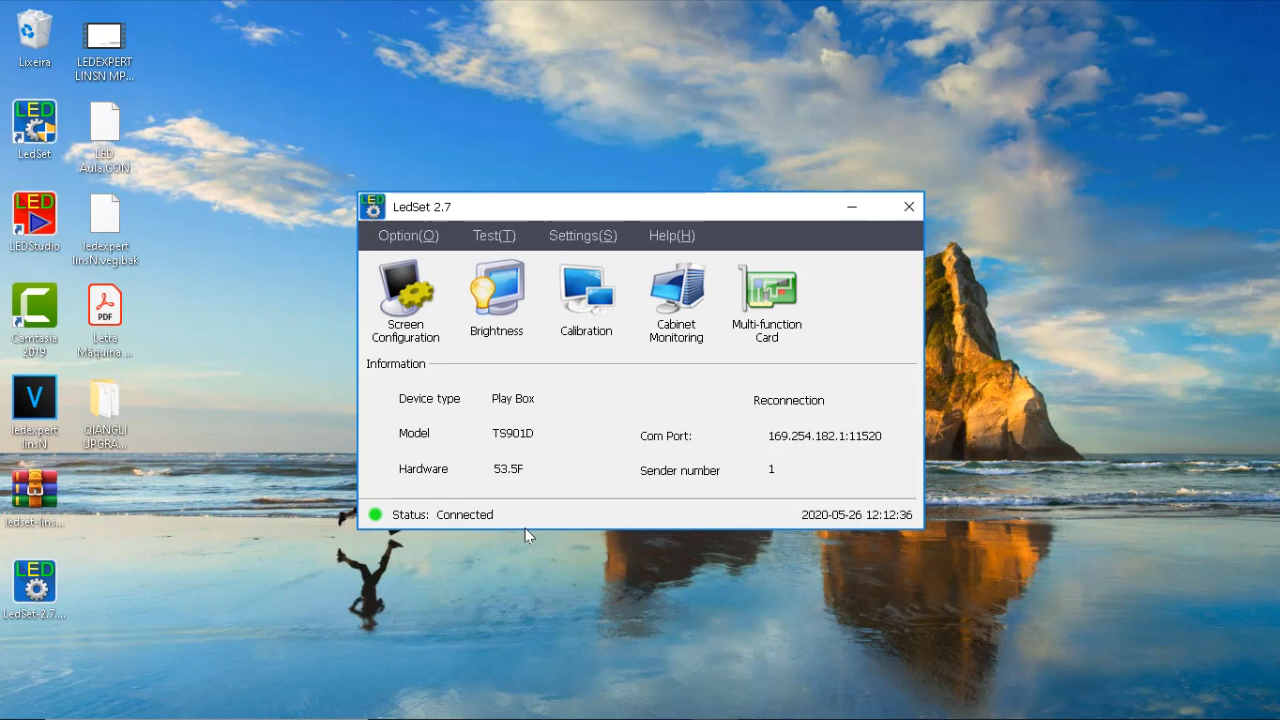 Lixeira
LEDEXPERT
LINSN MP...
LED
LedSet
LED
Aula.CON
LED
LEDStudio
ledexpert
linsN.vegibak
Camtasia
2019
PDF
Letra
Máquina ...
V
ledexpert
linsN
QIANGLI
UPGRA...
ledset-lins...
LED
LedSet-2.7....
LED
LedSet 2.7
Option(O)
Test(T)
Settings(S)
Help(H)
Screen
Configuration
Brightness
Calibration
Cabinet
Monitoring
Multi-function
Card
Information
Device type
Play Box
Reconnection
Model
TS901D
Com Port:
169.254.182.1:11520
Hardware
53.5F
Sender number
1
Status: Connected
2020-05-26 12:12:36